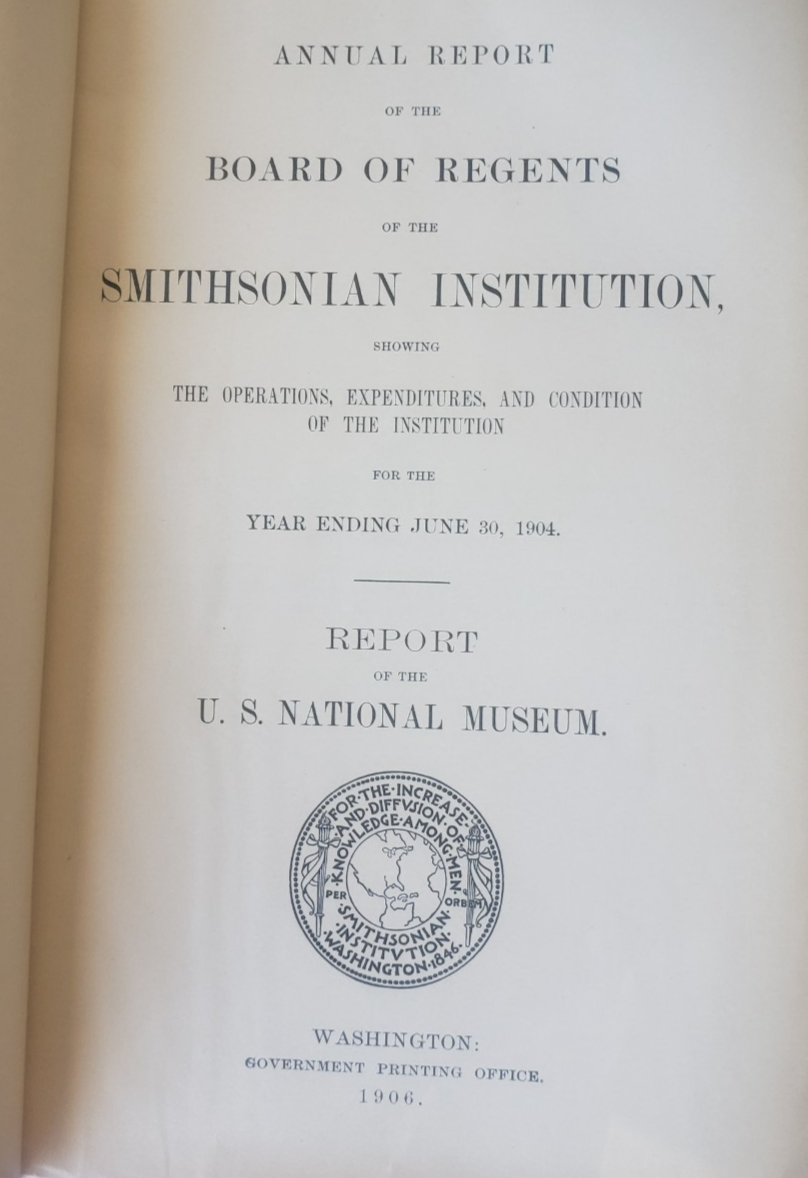 ANNUAL REPORT
OF THE
BOARD OF REGENTS
OF THE
SMITHSONIAN INSTITUTION,
SHOWING
THE OPERATIONS, EXPENDITURES, AND CONDITION
OF THE INSTITUTION
FOR THE
YEAR ENDING JUNE 30, 1904.
REPORT
OF THE
U. S. NATIONAL MUSEUM.
FOR·THE·INCREASE·
·AND·DIFFVSION·OF·
·KNOWLEDGE·AMONG·MEN·
PER ORBEM
·SMITHSONIAN·
·INSTITVTION·
·WASHINGTON·1846·
WASHINGTON:
GOVERNMENT PRINTING OFFICE.
1906.